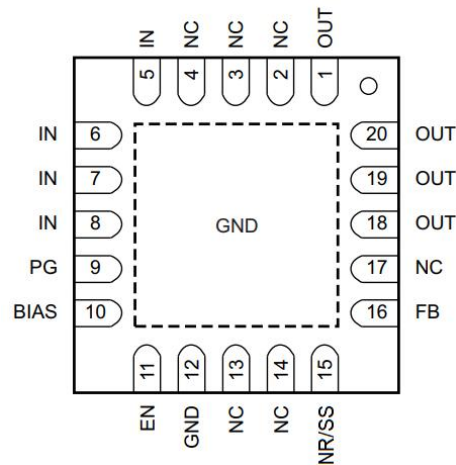 IN NC NC NC OUT
5 4 3 2 1
IN 6 20 OUT
IN 7 19 OUT
IN 8 GND 18 OUT
PG 9 17 NC
BIAS 10 16 FB
11 12 13 14 15
EN GND NC NC NR/SS